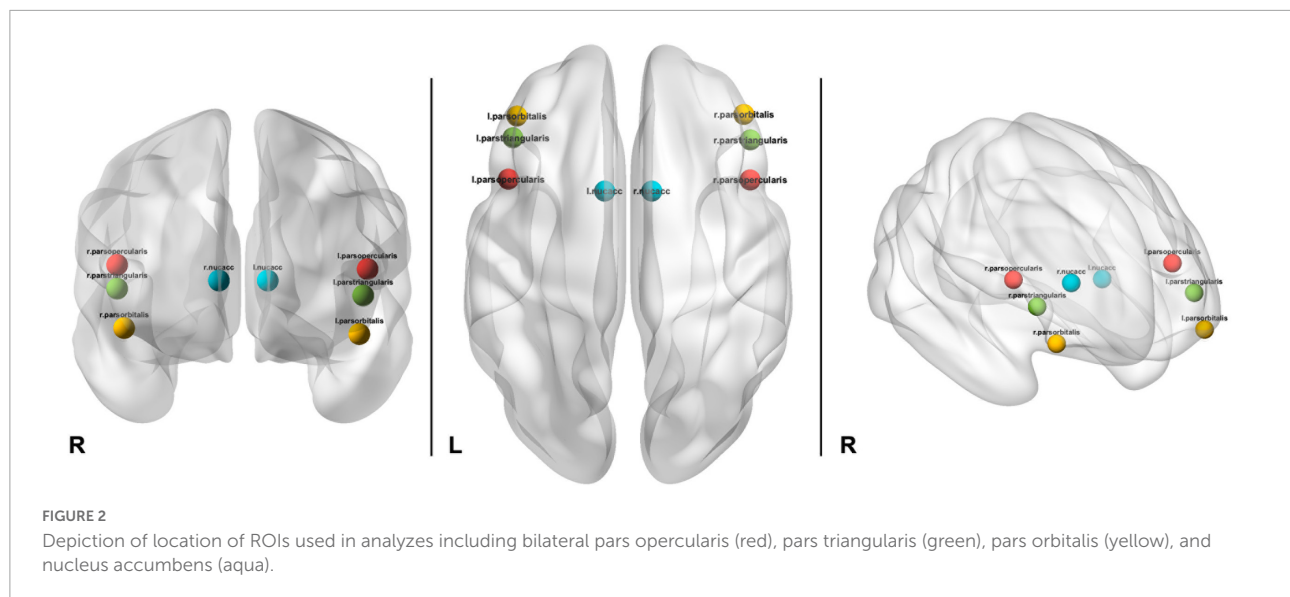 r.parsopercularis
l.parsopercularis
r.nucacc
l.nucacc
r.parstriangularis
l.parstriangularis
r.parsorbitalis
l.parsorbitalis
R
l.parsorbitalis
r.parsorbitalis
l.parstriangularis
r.parstriangularis
l.parsopercularis
r.parsopercularis
l.nucacc
r.nucacc
L
l.parsopercularis
r.parsopercularis
r.nucacc
l.nucacc
l.parstriangularis
r.parstriangularis
l.parsorbitalis
r.parsorbitalis
R
FIGURE 2
Depiction of location of ROIs used in analyzes including bilateral pars opercularis (red), pars triangularis (green), pars orbitalis (yellow), and
nucleus accumbens (aqua).